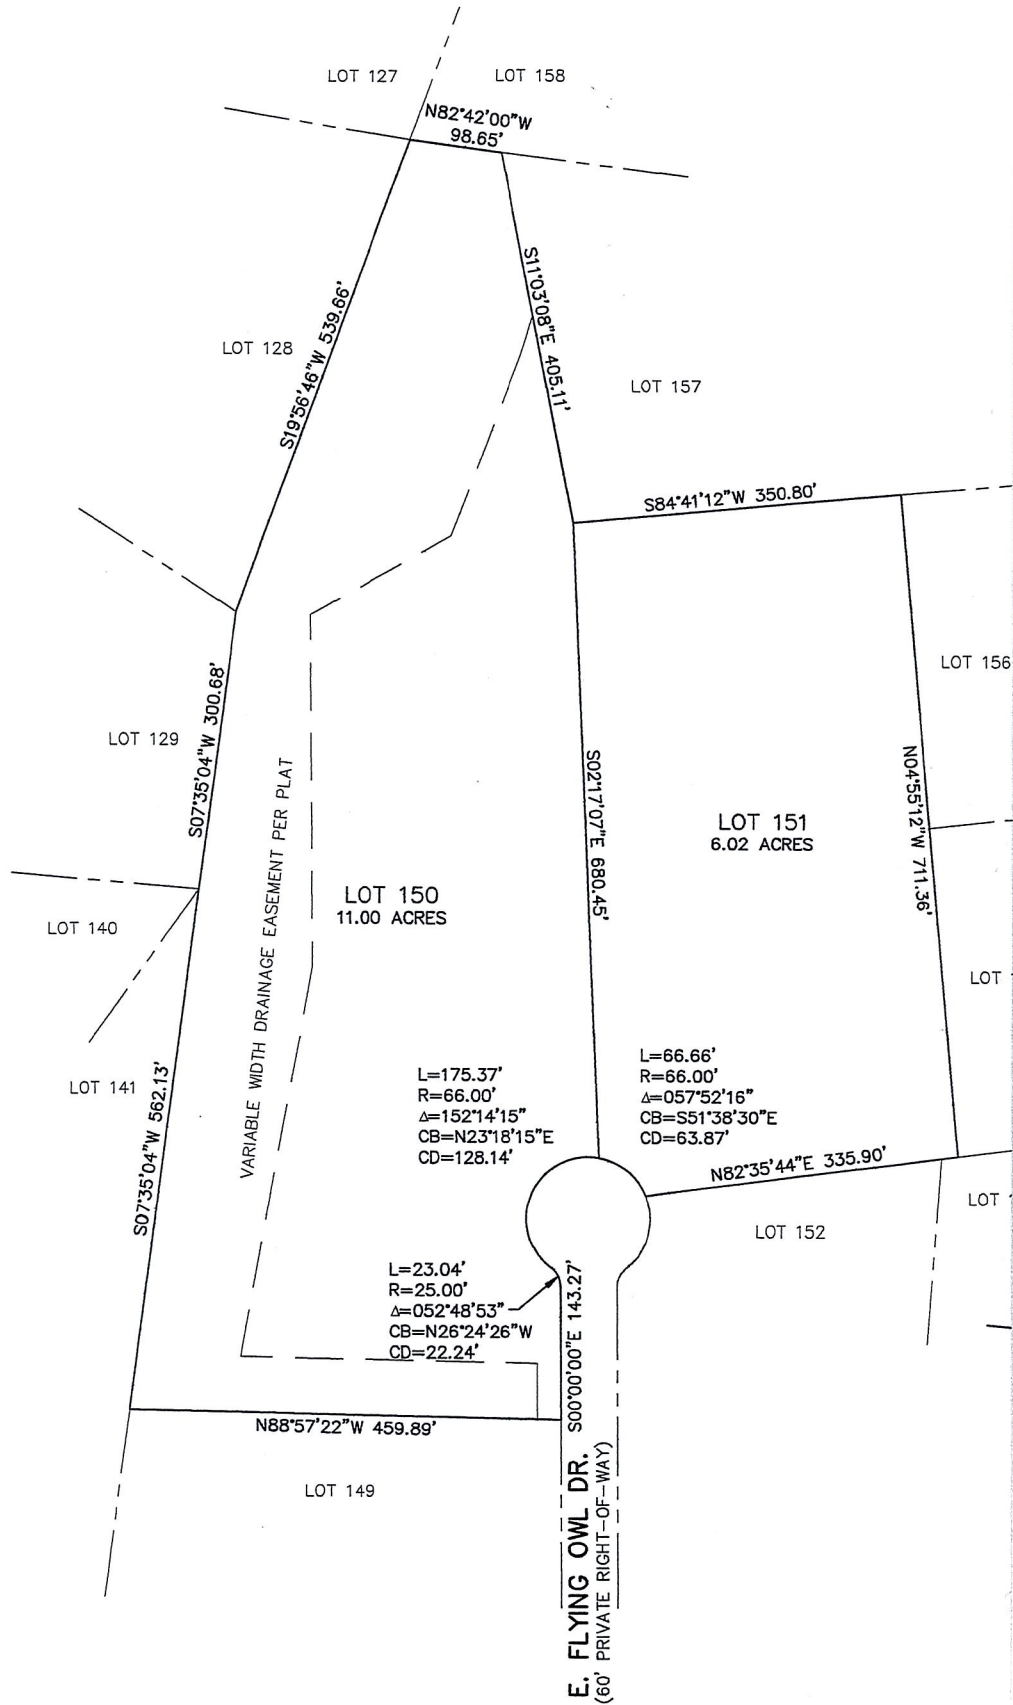 LOT 127
LOT 158
N82°42'00"W
98.65'
S19°56'46"W 539.66'
S11°03'08"E 405.11'
LOT 128
LOT 157
S84°41'12"W 350.80'
LOT 156
S07°35'04"W 300.68'
LOT 129
VARIABLE WIDTH DRAINAGE EASEMENT PER PLAT
S02°17'07"E 680.45'
LOT 151
6.02 ACRES
N04°55'12"W 711.36'
LOT 150
11.00 ACRES
LOT 140
LOT
LOT 141
S07°35'04"W 562.13'
L=175.37'
R=66.00'
Δ=152°14'15"
CB=N23°18'15"E
CD=128.14'
L=66.66'
R=66.00'
Δ=057°52'16"
CB=S51°38'30"E
CD=63.87'
N82°35'44"E 335.90'
LOT
LOT 152
L=23.04'
R=25.00'
Δ=052°48'53"
CB=N26°24'26"W
CD=22.24'
S00°00'00"E 143.27'
N88°57'22"W 459.89'
LOT 149
E. FLYING OWL DR.
(60' PRIVATE RIGHT-OF-WAY)